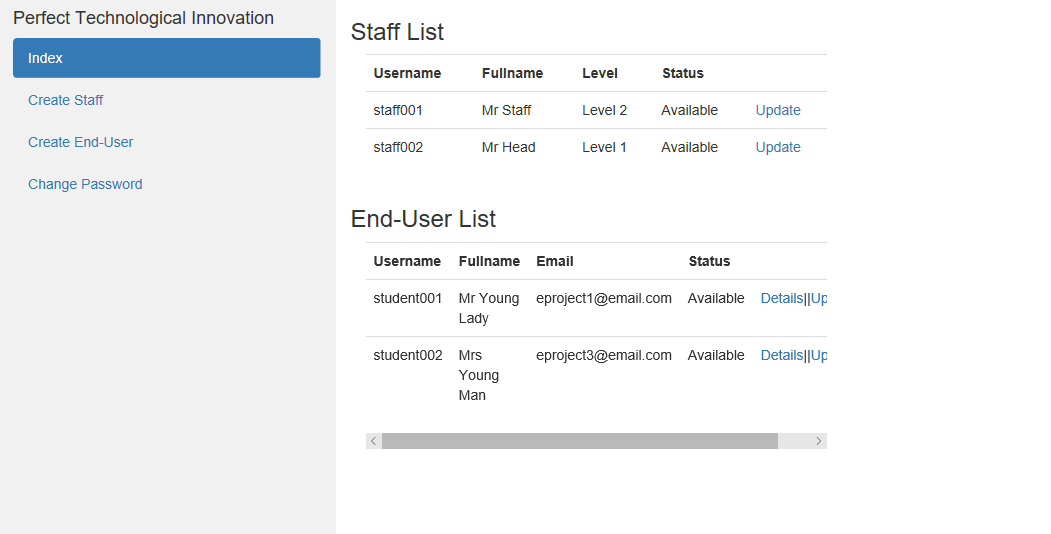 Perfect Technological Innovation
Index
Create Staff
Create End-User
Change Password
Staff List
Username Fullname Level Status
staff001 Mr Staff Level 2 Available Update
staff002 Mr Head Level 1 Available Update
End-User List
Username Fullname Email Status
student001 Mr Young eproject1@email.com Available Details||Up
Lady
student002 Mrs eproject3@email.com Available Details||Up
Young
Man